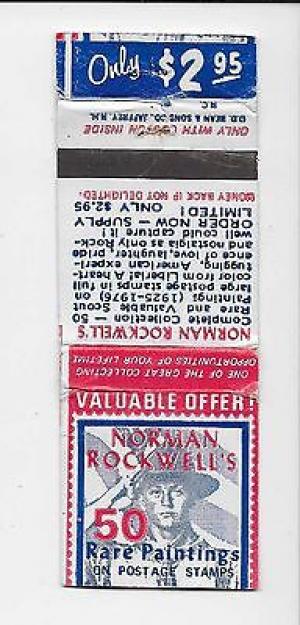 Only $2 95
R.C.
D.D. BEAN & SONS CO. JAFFREY, N.H.
ONLY WITH COUPON INSIDE
NORMAN ROCKWELL'S
Complete Collection — 50
Rare and Valuable Scout
Paintings (1925-1976) on
large postage stamps in full
color from Liberia! A heart-
tugging, American experi-
ence of love, laughter, pride
and nostalgia as only Rock-
well could capture it!
ORDER NOW — SUPPLY
LIMITED! ONLY $2.95
MONEY BACK IF NOT DELIGHTED.
ONE OF THE GREAT COLLECTING
OPPORTUNITIES OF YOUR LIFETIME
VALUABLE OFFER!
NORMAN
ROCKWELL'S
50
Rare Paintings
ON POSTAGE STAMPS